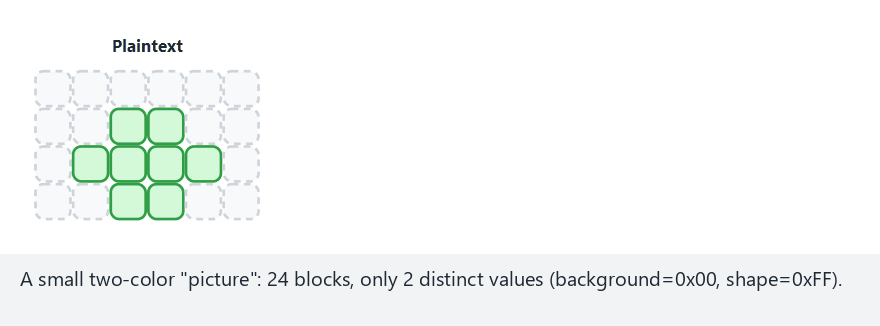 Plaintext
A small two-color "picture": 24 blocks, only 2 distinct values (background=0x00, shape=0xFF).